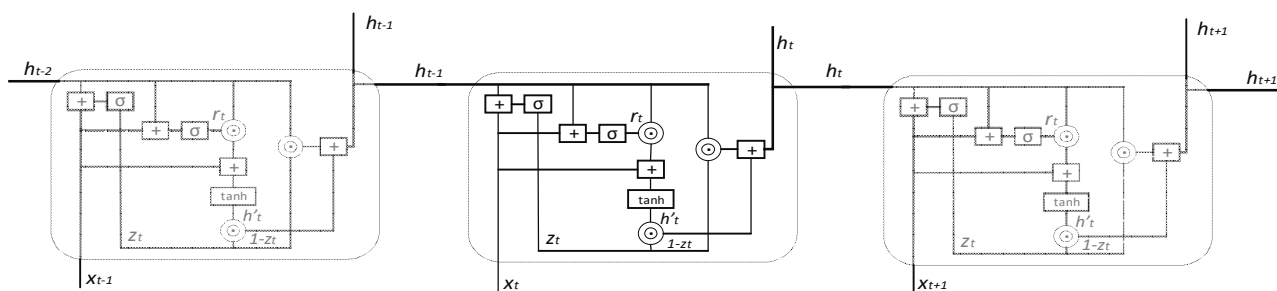 h_{t-1}
h_t
h_{t+1}
h_{t-2}
h_{t-1}
h_t
h_{t+1}
+ σ
+ σ r_t
+
+
tanh
h'_t
z_t
1-z_t
x_{t-1}
+ σ
+ σ r_t
+
+
tanh
h'_t
z_t
1-z_t
x_t
+ σ
+ σ r_t
+
+
tanh
h'_t
z_t
1-z_t
x_{t+1}